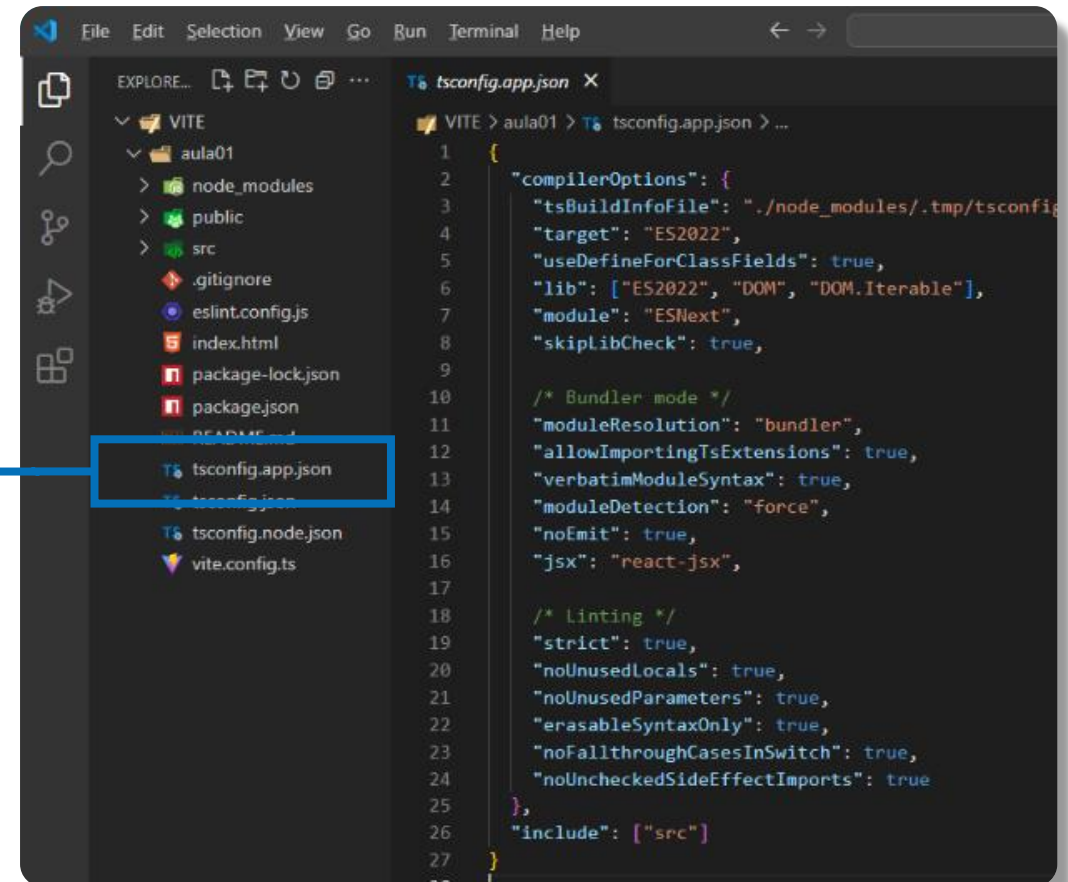 File Edit Selection View Go Run Terminal Help
EXPLORE...
VITE
aula01
node_modules
public
src
.gitignore
eslint.config.js
index.html
package-lock.json
package.json
README.md
tsconfig.app.json
tsconfig.json
tsconfig.node.json
vite.config.ts
tsconfig.app.json
VITE > aula01 > tsconfig.app.json > ...
1 {
2 "compilerOptions": {
3 "tsBuildInfoFile": "./node_modules/.tmp/tsconfig
4 "target": "ES2022",
5 "useDefineForClassFields": true,
6 "lib": ["ES2022", "DOM", "DOM.Iterable"],
7 "module": "ESNext",
8 "skipLibCheck": true,
9
10 /* Bundler mode */
11 "moduleResolution": "bundler",
12 "allowImportingTsExtensions": true,
13 "verbatimModuleSyntax": true,
14 "moduleDetection": "force",
15 "noEmit": true,
16 "jsx": "react-jsx",
17
18 /* Linting */
19 "strict": true,
20 "noUnusedLocals": true,
21 "noUnusedParameters": true,
22 "erasableSyntaxOnly": true,
23 "noFallthroughCasesInSwitch": true,
24 "noUncheckedSideEffectImports": true
25 },
26 "include": ["src"]
27 }